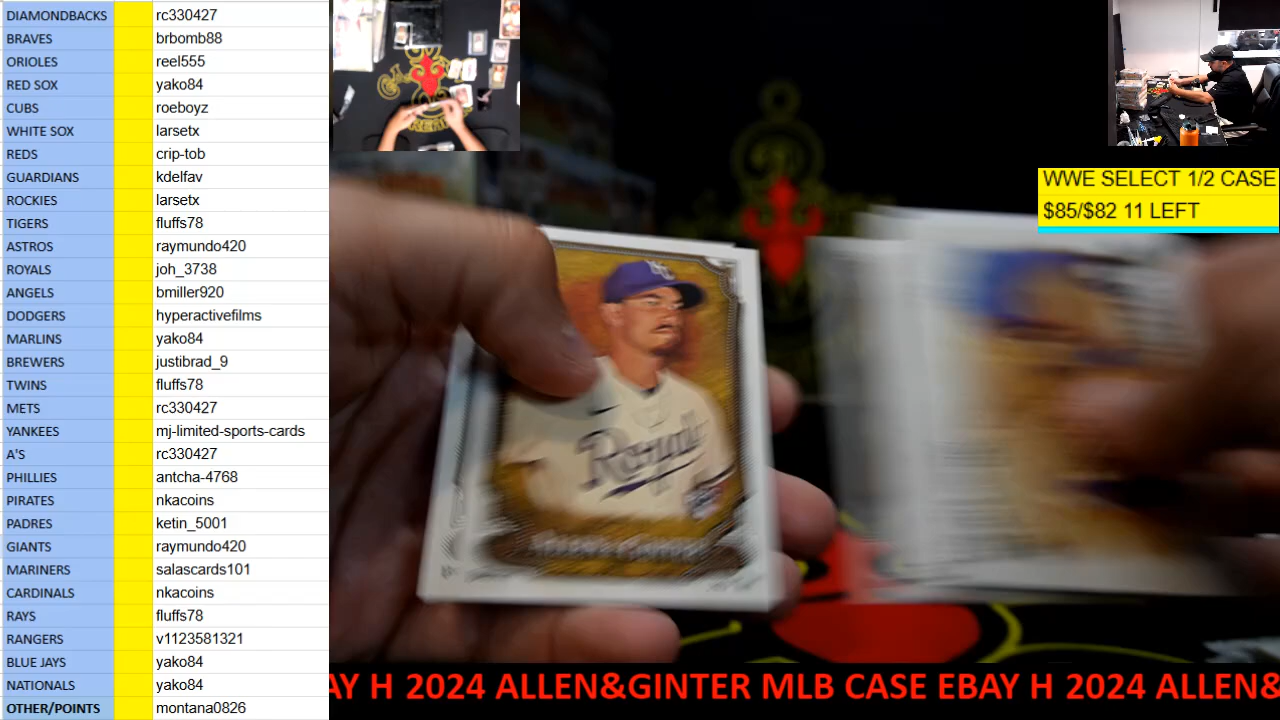 DIAMONDBACKS rc330427
BRAVES brbomb88
ORIOLES reel555
RED SOX yako84
CUBS roeboyz
WHITE SOX larsetx
REDS crip-tob
GUARDIANS kdelfav
ROCKIES larsetx
TIGERS fluffs78
ASTROS raymundo420
ROYALS joh_3738
ANGELS bmiller920
DODGERS hyperactivefilms
MARLINS yako84
BREWERS justibrad_9
TWINS fluffs78
METS rc330427
YANKEES mj-limited-sports-cards
A'S rc330427
PHILLIES antcha-4768
PIRATES nkacoins
PADRES ketin_5001
GIANTS raymundo420
MARINERS salascards101
CARDINALS nkacoins
RAYS fluffs78
RANGERS v1123581321
BLUE JAYS yako84
NATIONALS yako84
OTHER/POINTS montana0826
WWE SELECT 1/2 CASE
$85/$82 11 LEFT
Royals
AY H 2024 ALLEN&GINTER MLB CASE EBAY H 2024 ALLEN&